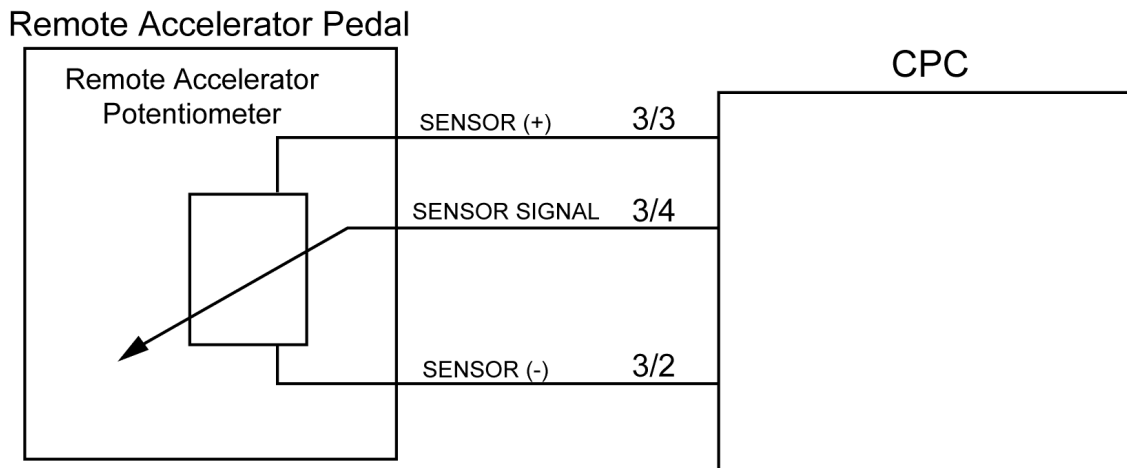 Remote Accelerator Pedal
Remote Accelerator
Potentiometer
CPC
SENSOR (+) 3/3
SENSOR SIGNAL 3/4
SENSOR (-) 3/2